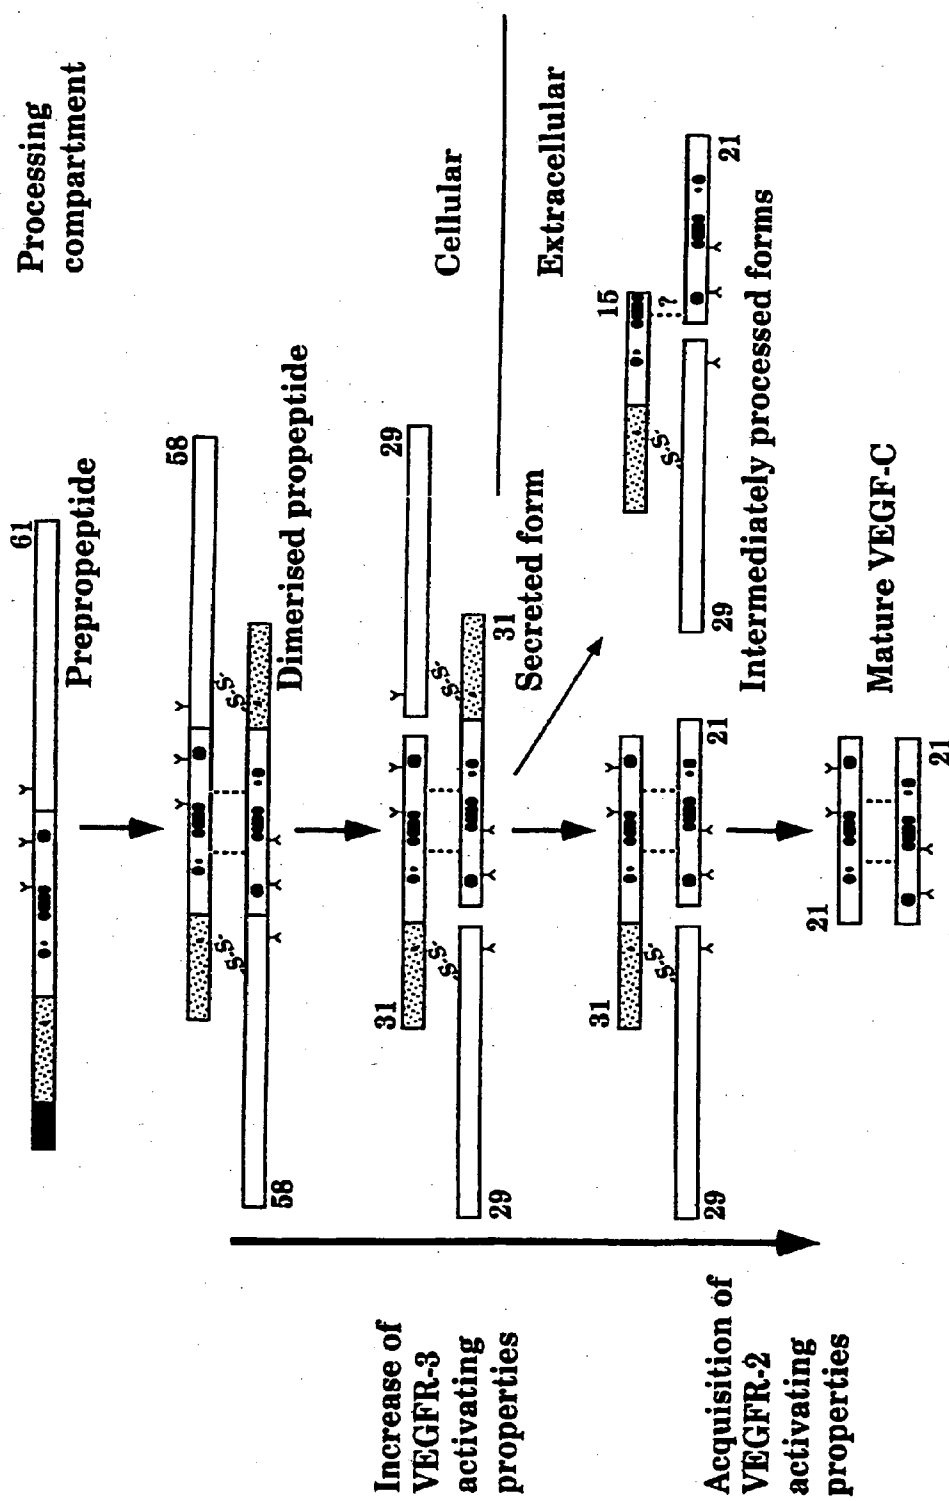 Processing
compartment
61
Prepropeptide
58
S-S
58
S-S
Dimerised propeptide
Cellular
Extracellular
29
31
S-S
S-S
29
31
Secreted form
Increase of
VEGFR-3
activating
properties
31
S-S
29
21
15
?
S-S
29
21
Intermediately processed forms
Acquisition of
VEGFR-2
activating
properties
21
21
Mature VEGF-C